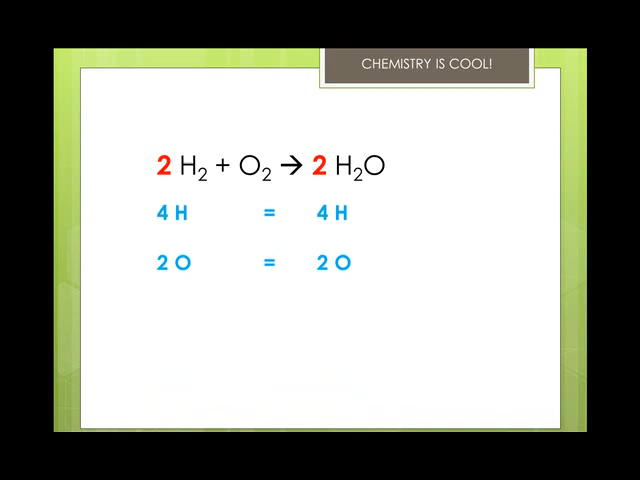 CHEMISTRY IS COOL!
2 H₂ + O₂ → 2 H₂O
4 H = 4 H
2 O = 2 O